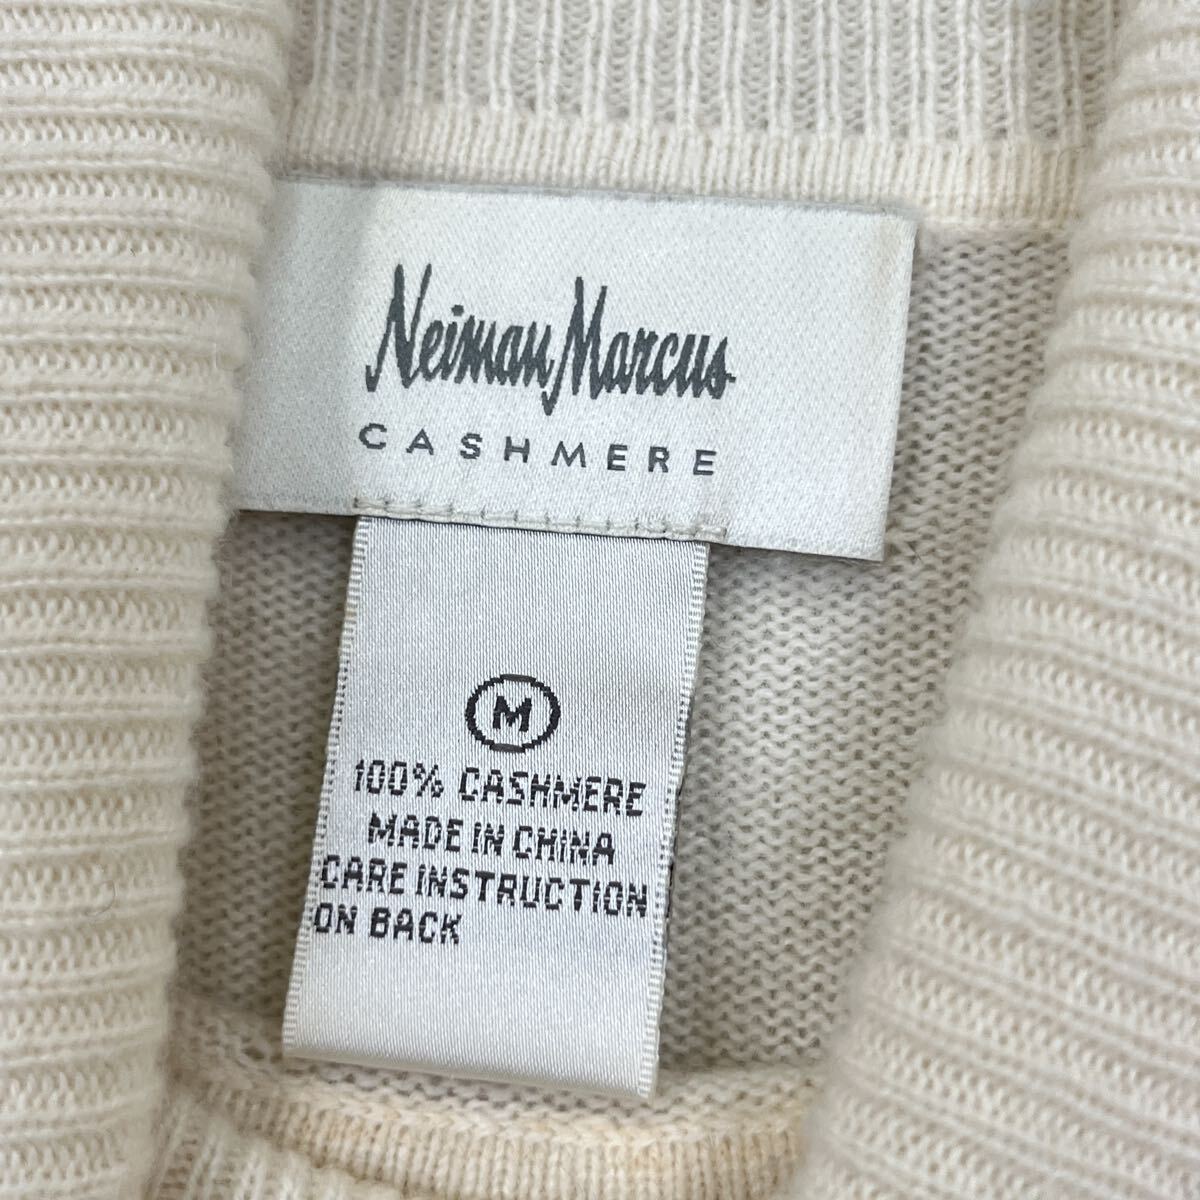 Neiman Marcus
CASHMERE
M
100% CASHMERE
MADE IN CHINA
CARE INSTRUCTION
ON BACK